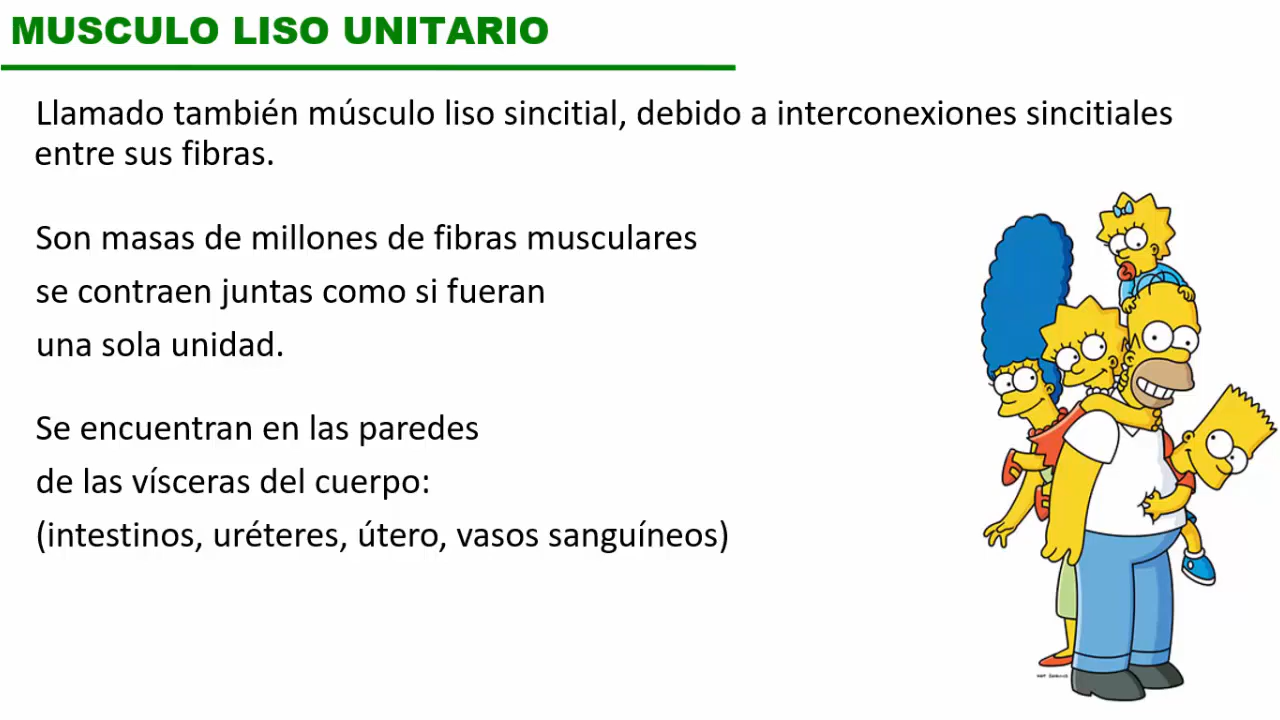 MUSCULO LISO UNITARIO
Llamado también músculo liso sincitial, debido a interconexiones sincitiales
entre sus fibras.
Son masas de millones de fibras musculares
se contraen juntas como si fueran
una sola unidad.
Se encuentran en las paredes
de las vísceras del cuerpo:
(intestinos, uréteres, útero, vasos sanguíneos)